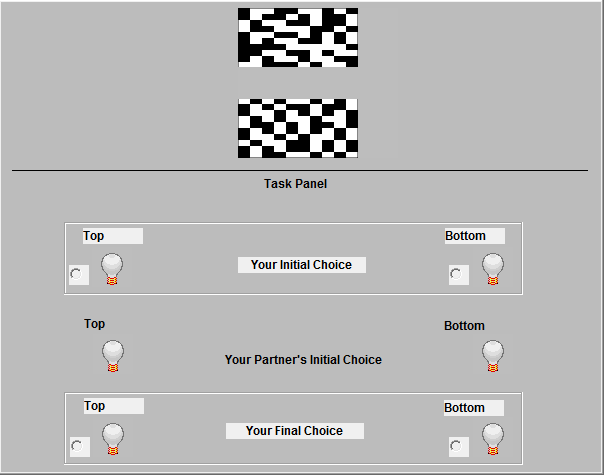 Task Panel
Top
Bottom
Your Initial Choice
Top
Bottom
Your Partner's Initial Choice
Top
Bottom
Your Final Choice